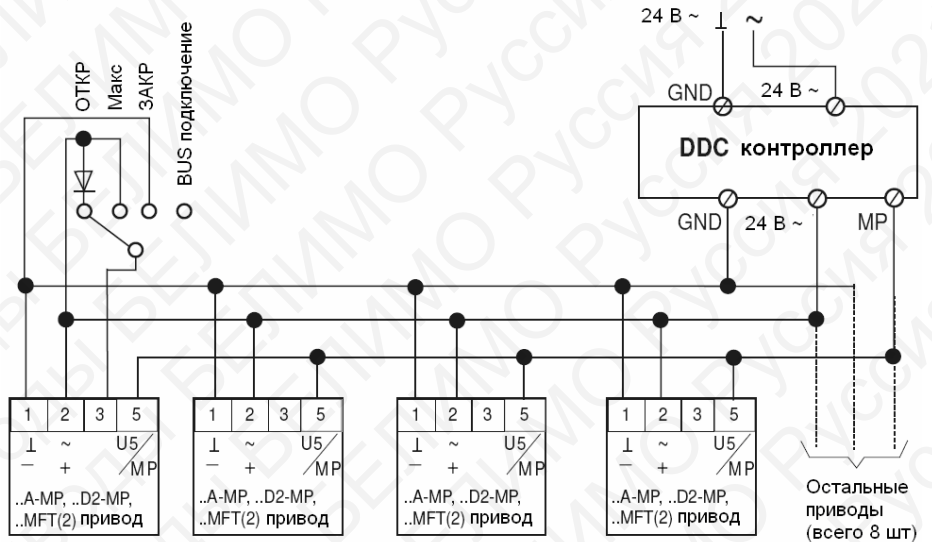 24 В ~ ⊥ ~
ОТКР
Макс
ЗАКР
BUS подключение
GND 24 В ~
DDC контроллер
GND 24 В ~ MP
1 2 3 5
⊥ ~ U5/MP
– +
..A-MP, ..D2-MP,
..MFT(2) привод
1 2 3 5
⊥ ~ U5/MP
– +
..A-MP, ..D2-MP,
..MFT(2) привод
1 2 3 5
⊥ ~ U5/MP
– +
..A-MP, ..D2-MP,
..MFT(2) привод
1 2 3 5
⊥ ~ U5/MP
– +
..A-MP, ..D2-MP,
..MFT(2) привод
Остальные
приводы
(всего 8 шт)
БЕЛИМО Руссия 202